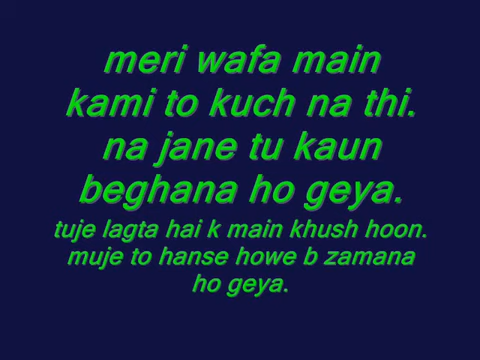 meri wafa main
kami to kuch na thi.
na jane tu kaun
beghana ho geya.
tuje lagta hai k main khush hoon.
muje to hanse howe b zamana
ho geya.